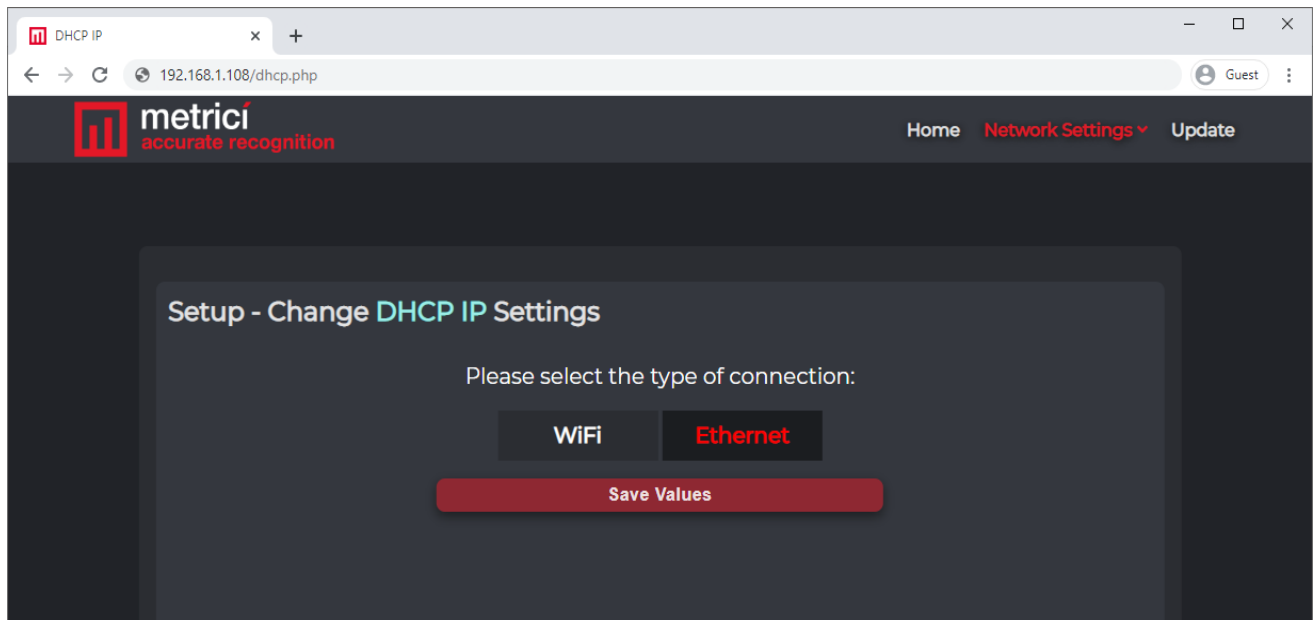 DHCP IP
192.168.1.108/dhcp.php
Guest
metrici
accurate recognition
Home Network Settings Update
Setup - Change DHCP IP Settings
Please select the type of connection:
WiFi Ethernet
Save Values